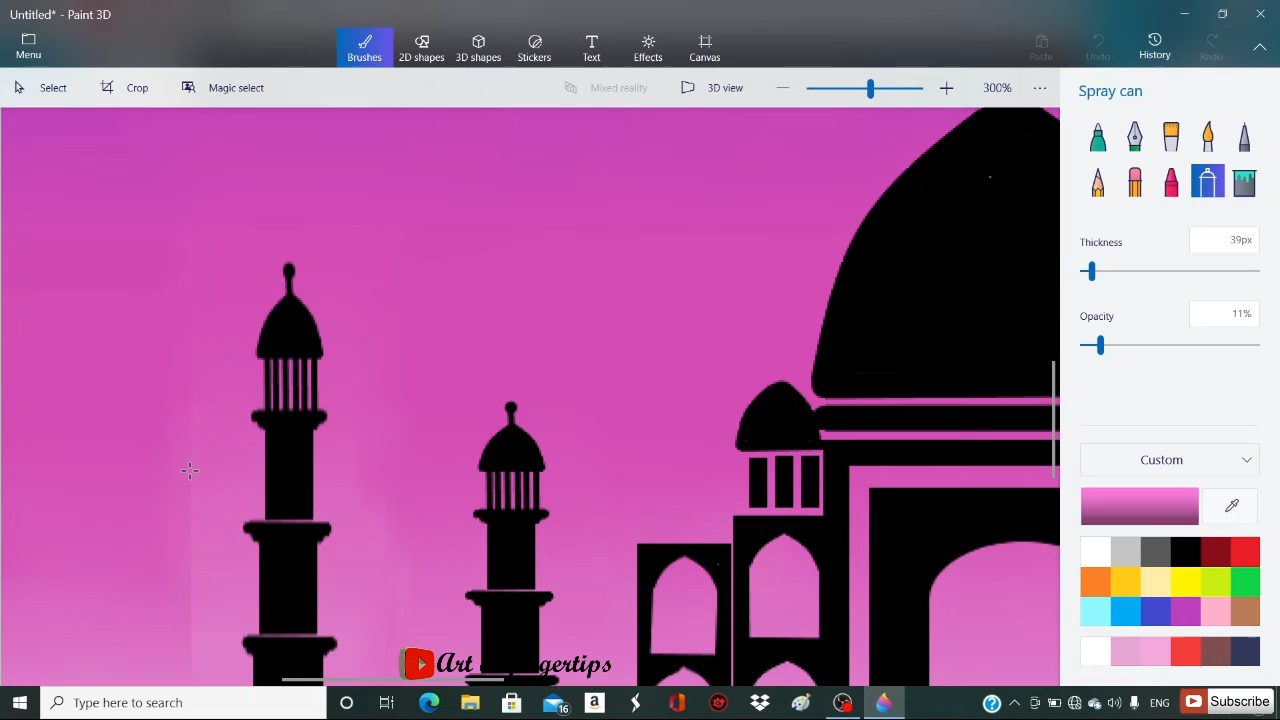 Untitled* - Paint 3D
Menu
Brushes
2D shapes
3D shapes
Stickers
Text
Effects
Canvas
Paste
Undo
History
Redo
Select
Crop
Magic select
Mixed reality
3D view
300%
Spray can
Thickness
39px
Opacity
11%
Custom
Art
gertips
Type here to search
16
ENG
Subscribe